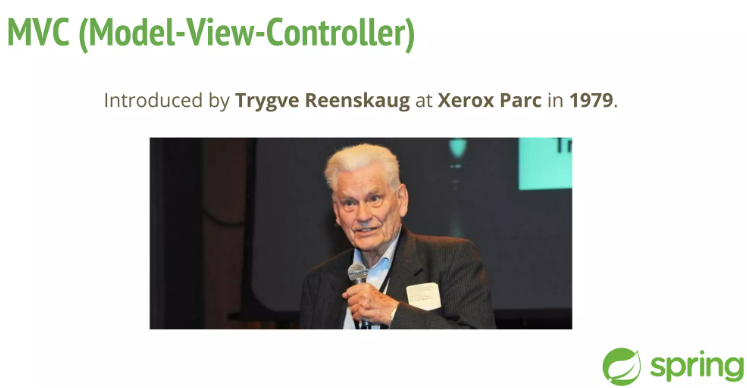 MVC (Model-View-Controller)
Introduced by Trygve Reenskaug at Xerox Parc in 1979.
spring